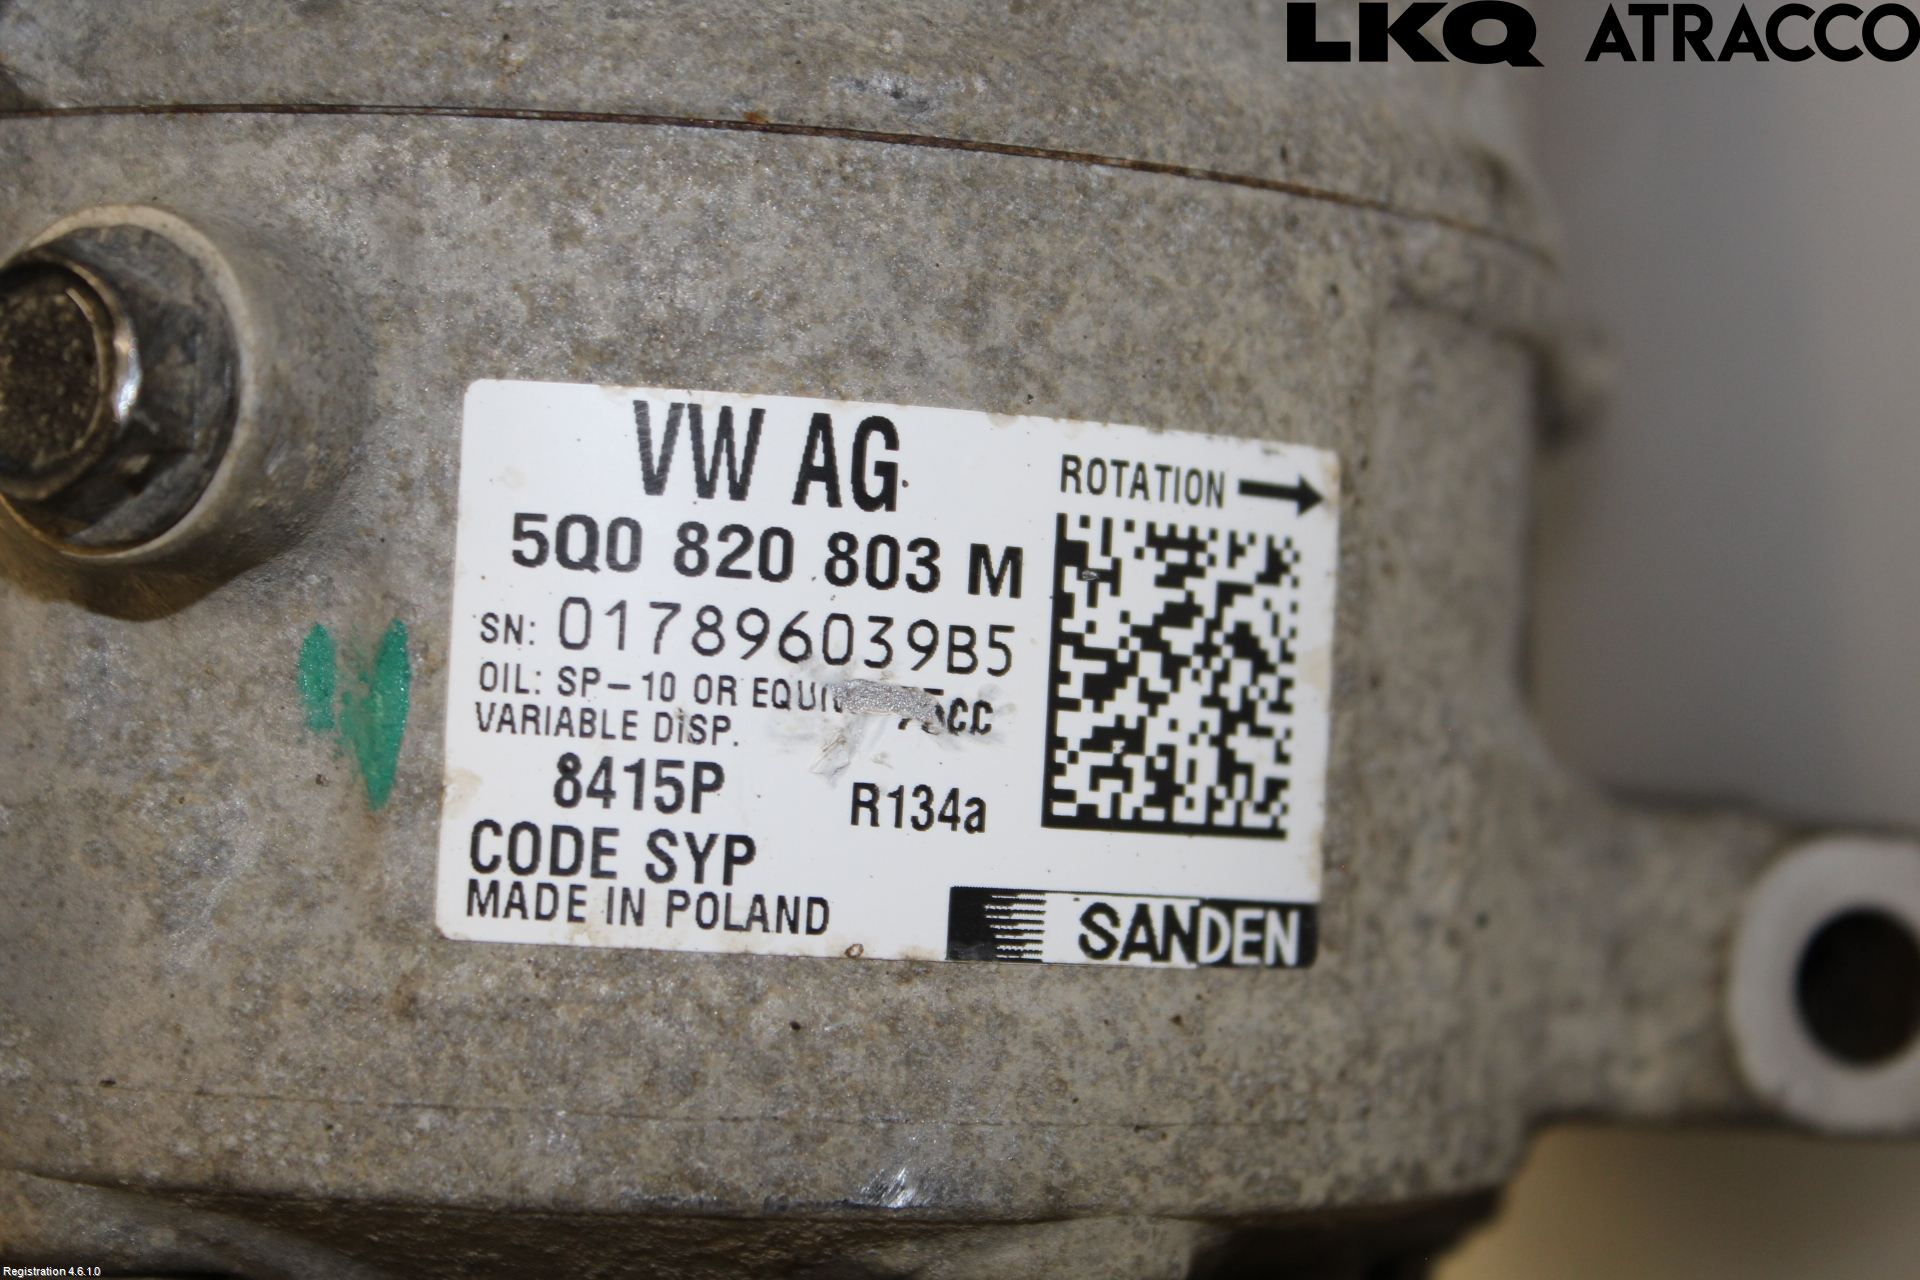 LKQ ATRACCO
VW AG
5Q0 820 803 M
ROTATION
SN: 017896039B5
OIL: SP-10 OR
VARIABLE DISP.
8415P
R134a
CODE SYP
MADE IN POLAND
SANDEN
Registration 4.6.1.0